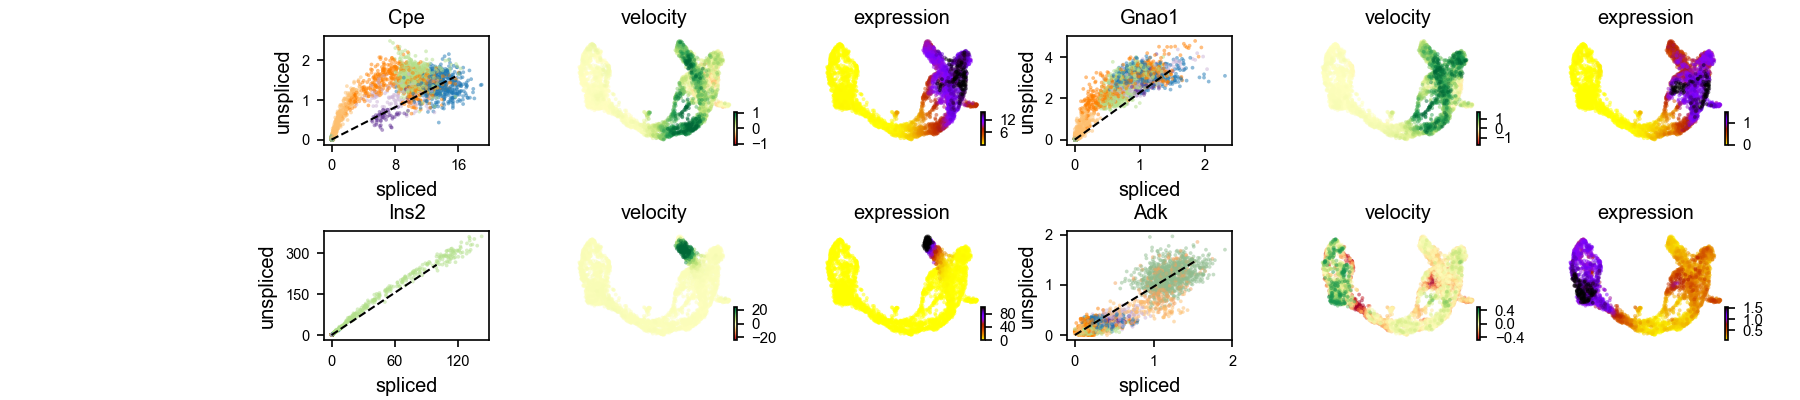 Cpe velocity expression Gnao1 velocity expression
unspliced
2
1
0
0 8 16
spliced
1
0
−1
12
6
unspliced
4
2
0
0 1 2
spliced
1
0
−1
1
0
Ins2 velocity expression Adk velocity expression
unspliced
300
150
0
0 60 120
spliced
20
0
−20
80
40
0
unspliced
2
1
0
0 1 2
spliced
0.4
0.0
−0.4
1.5
1.0
0.5